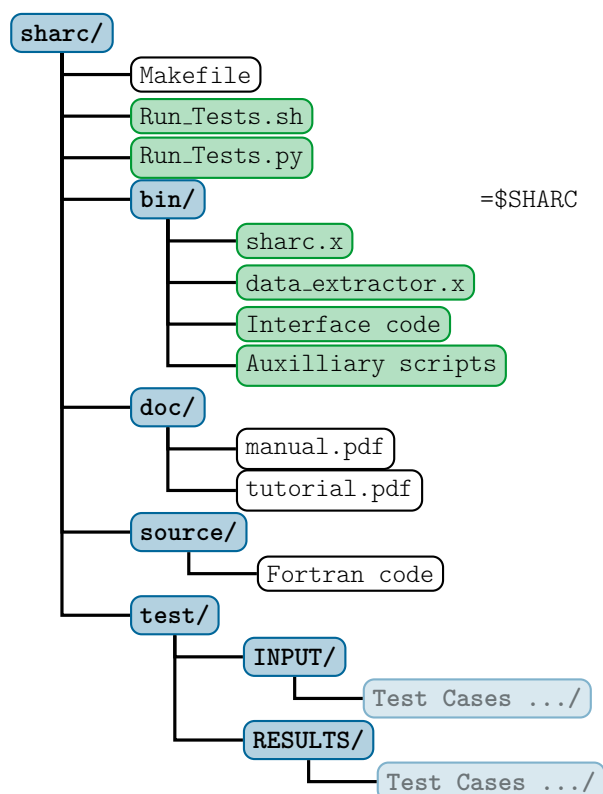 sharc/
Makefile
Run_Tests.sh
Run_Tests.py
bin/ =$SHARC
sharc.x
data_extractor.x
Interface code
Auxilliary scripts
doc/
manual.pdf
tutorial.pdf
source/
Fortran code
test/
INPUT/
Test Cases .../
RESULTS/
Test Cases .../